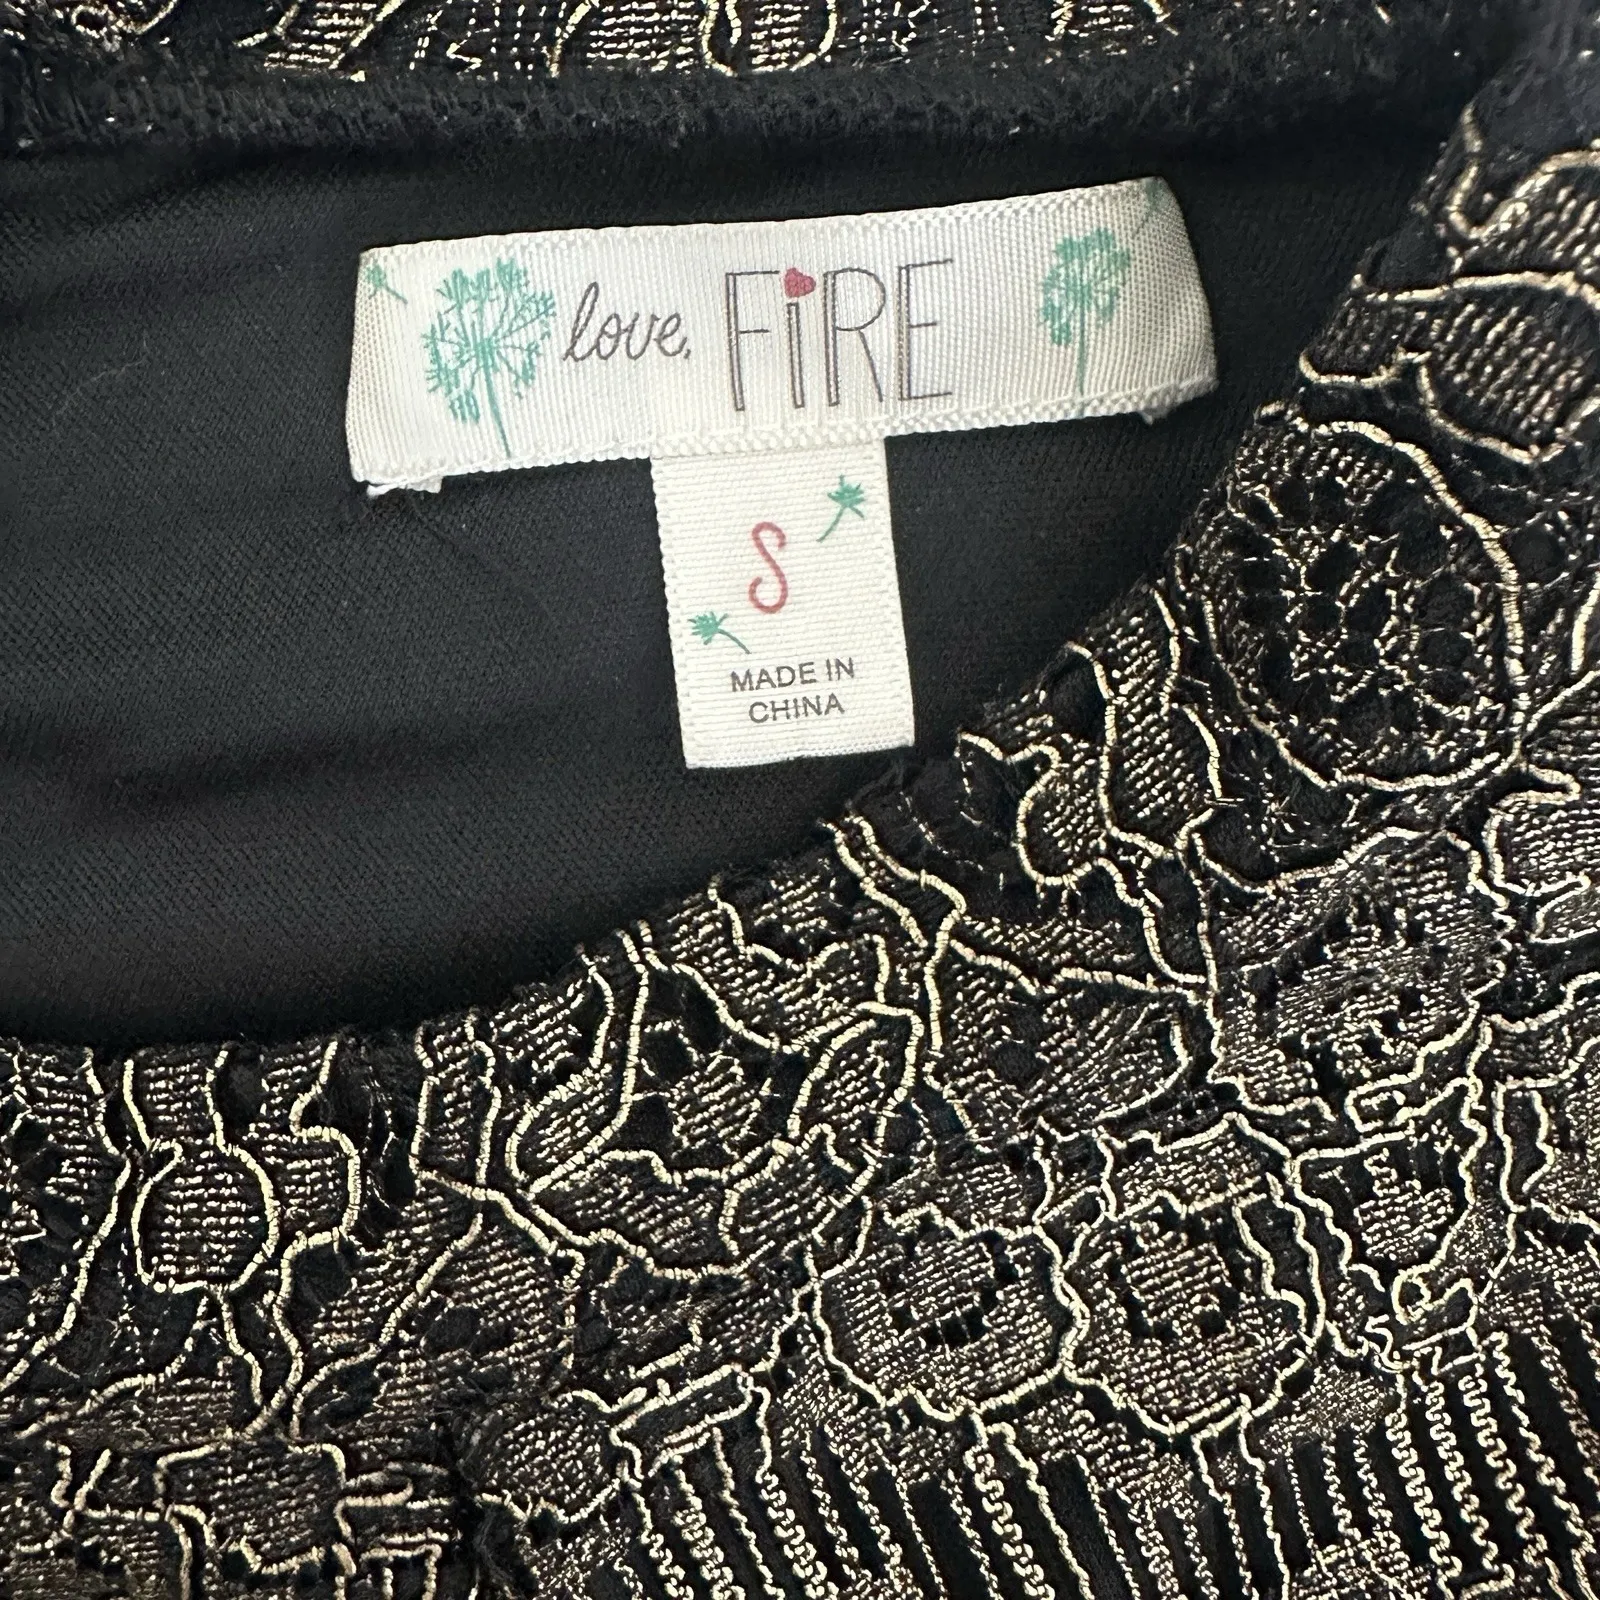 love, FiRE
S
MADE IN
CHINA